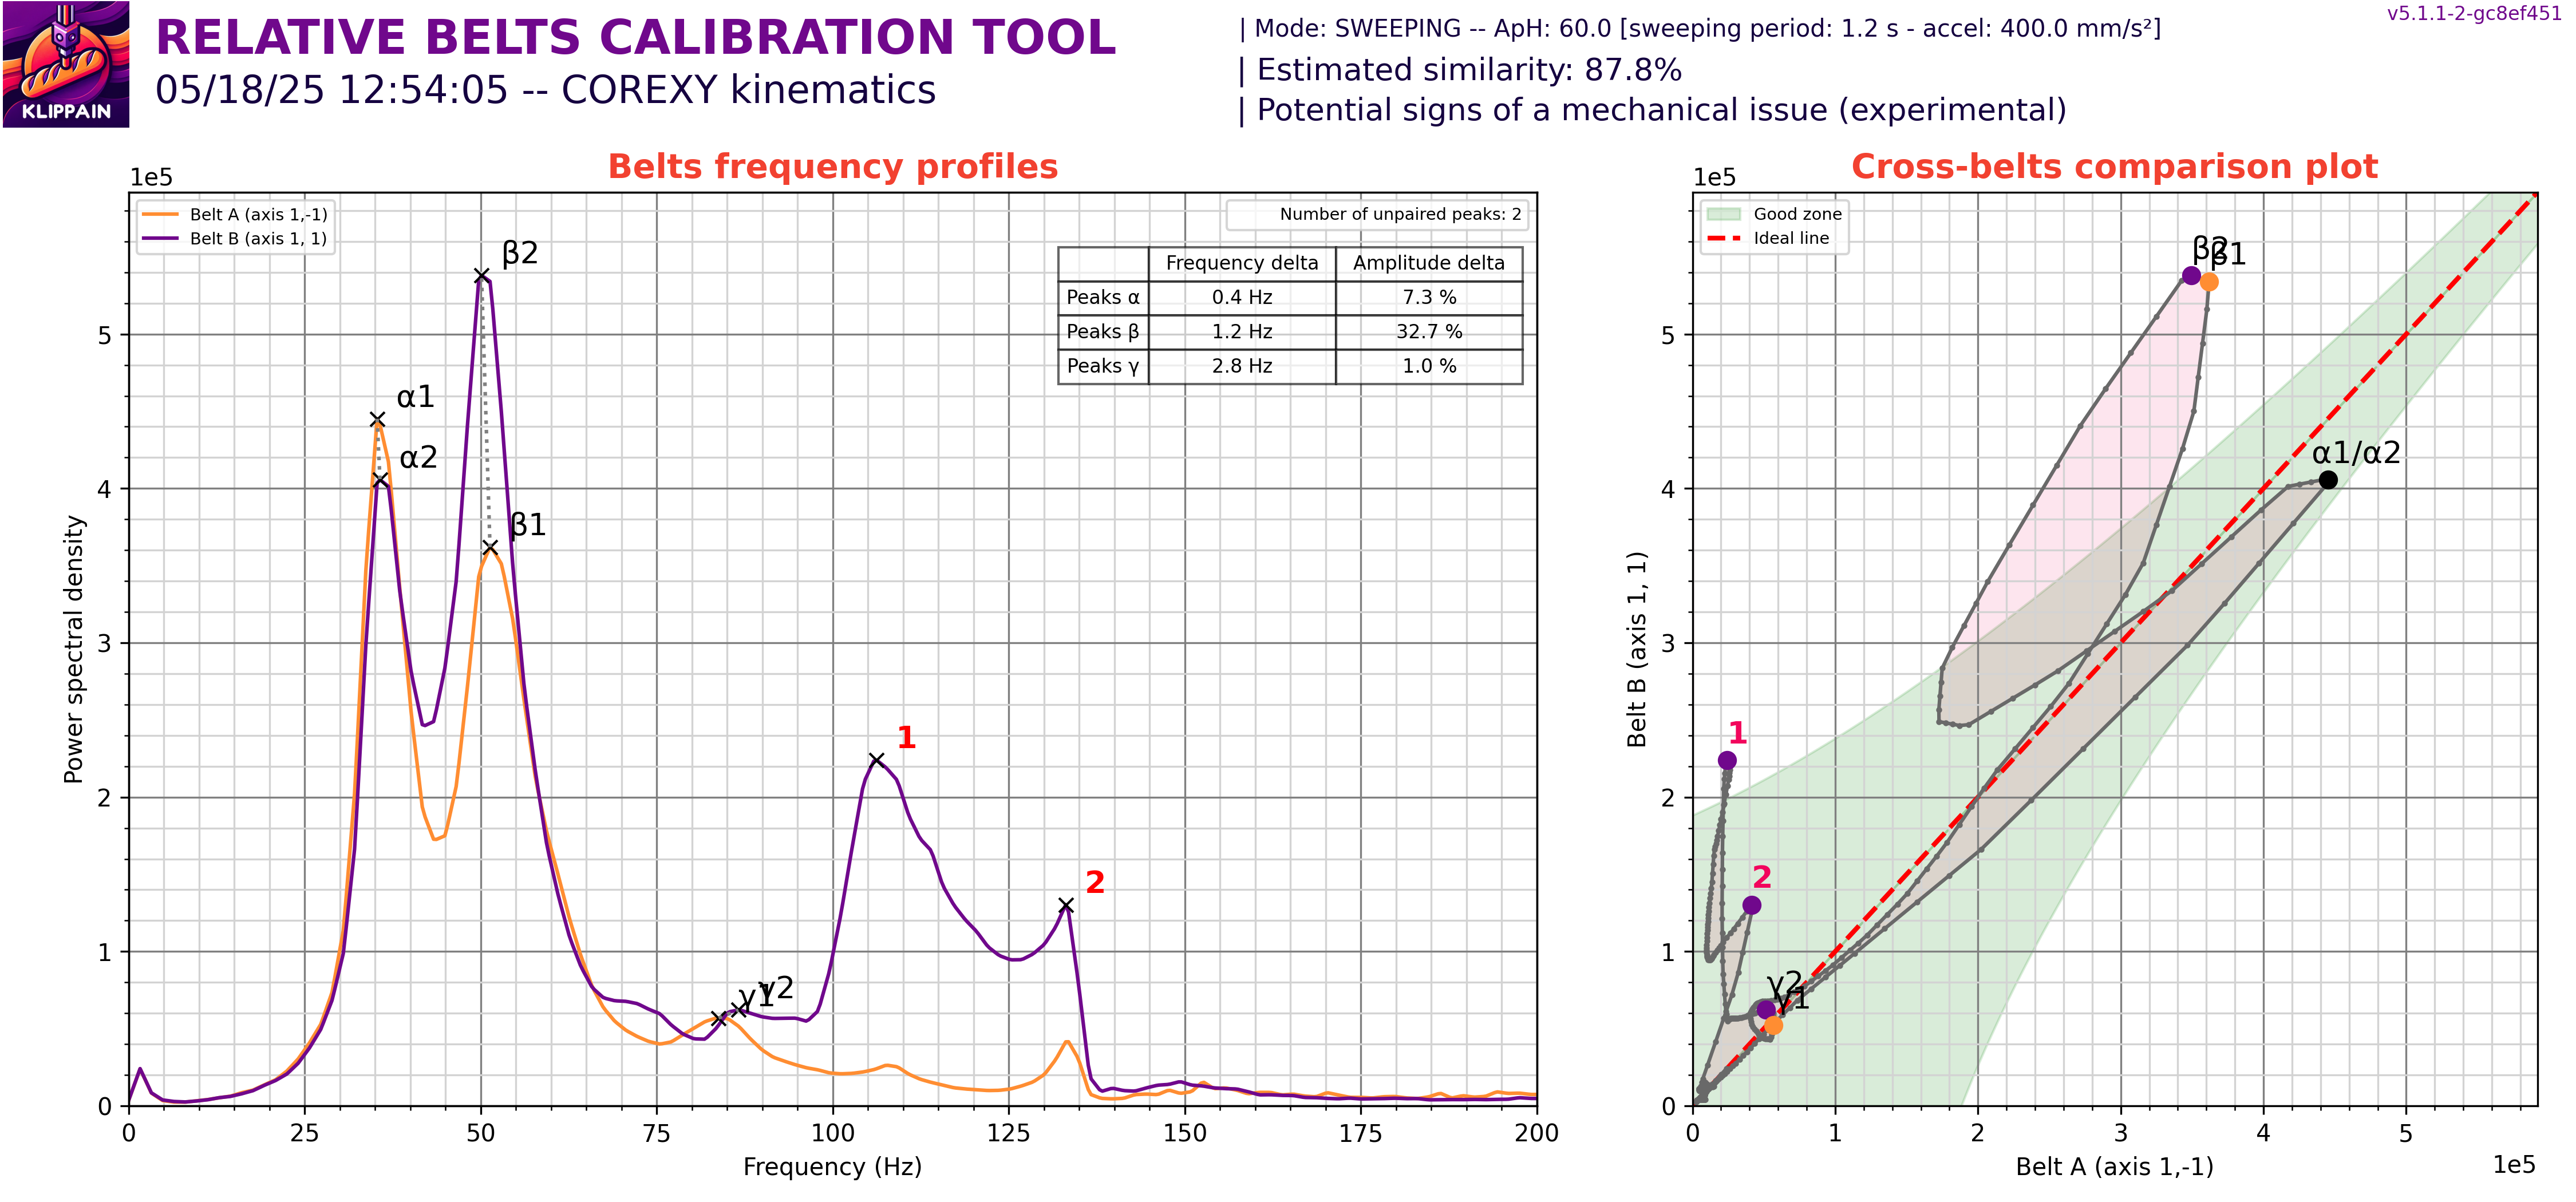 KLIPPAIN
RELATIVE BELTS CALIBRATION TOOL
05/18/25 12:54:05 -- COREXY kinematics
| Mode: SWEEPING -- ApH: 60.0 [sweeping period: 1.2 s - accel: 400.0 mm/s²]
| Estimated similarity: 87.8%
| Potential signs of a mechanical issue (experimental)
v5.1.1-2-gc8ef451
Belts frequency profiles
1e5
Belt A (axis 1,-1)
Belt B (axis 1, 1)
Number of unpaired peaks: 2
Frequency delta Amplitude delta
Peaks α 0.4 Hz 7.3 %
Peaks β 1.2 Hz 32.7 %
Peaks γ 2.8 Hz 1.0 %
β2
α1
α2
β1
1
2
γ1
γ2
5
4
3
2
1
0
Power spectral density
0 25 50 75 100 125 150 175 200
Frequency (Hz)
Cross-belts comparison plot
1e5
Good zone
Ideal line
β2
β1
α1/α2
1
2
γ2
γ1
5
4
3
2
1
0
Belt B (axis 1, 1)
0 1 2 3 4 5
Belt A (axis 1,-1)
1e5